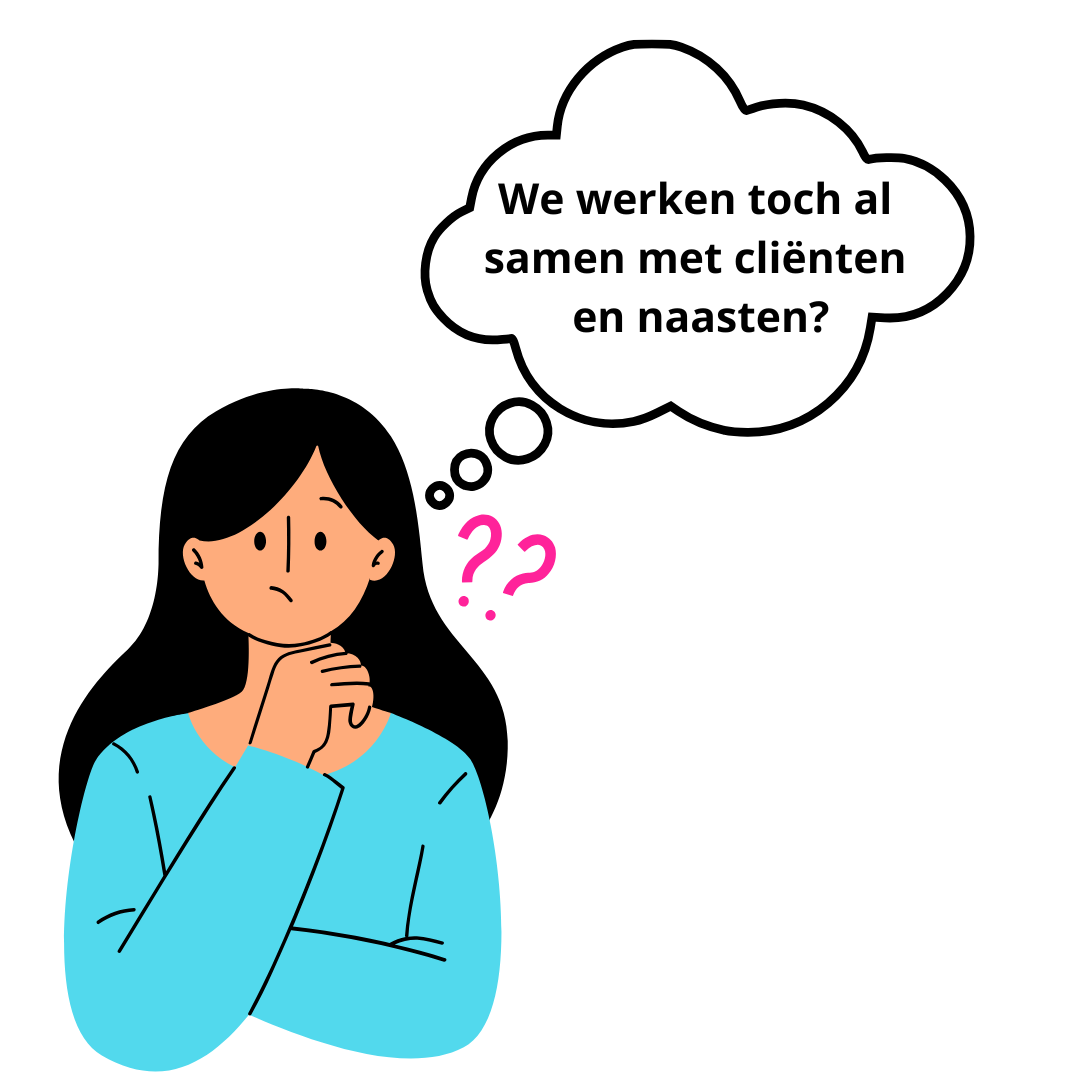 We werken toch al
samen met cliënten
en naasten?
??